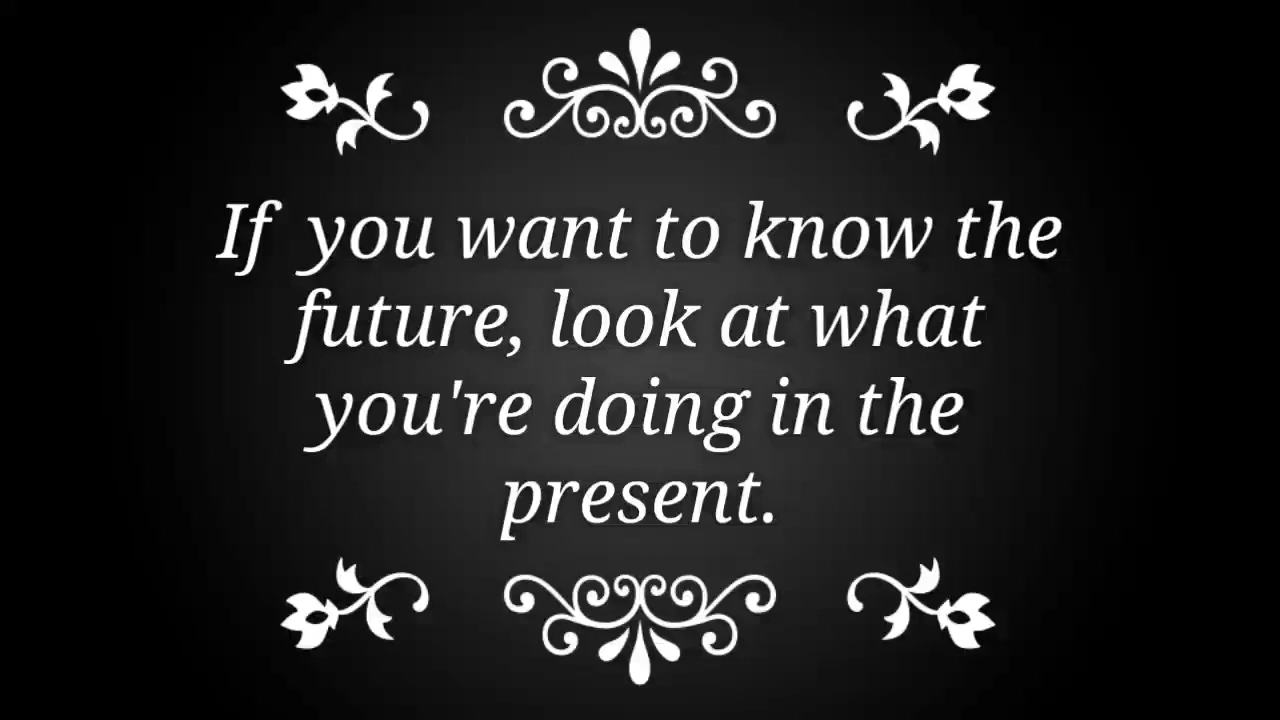 If you want to know the
future, look at what
you're doing in the
present.